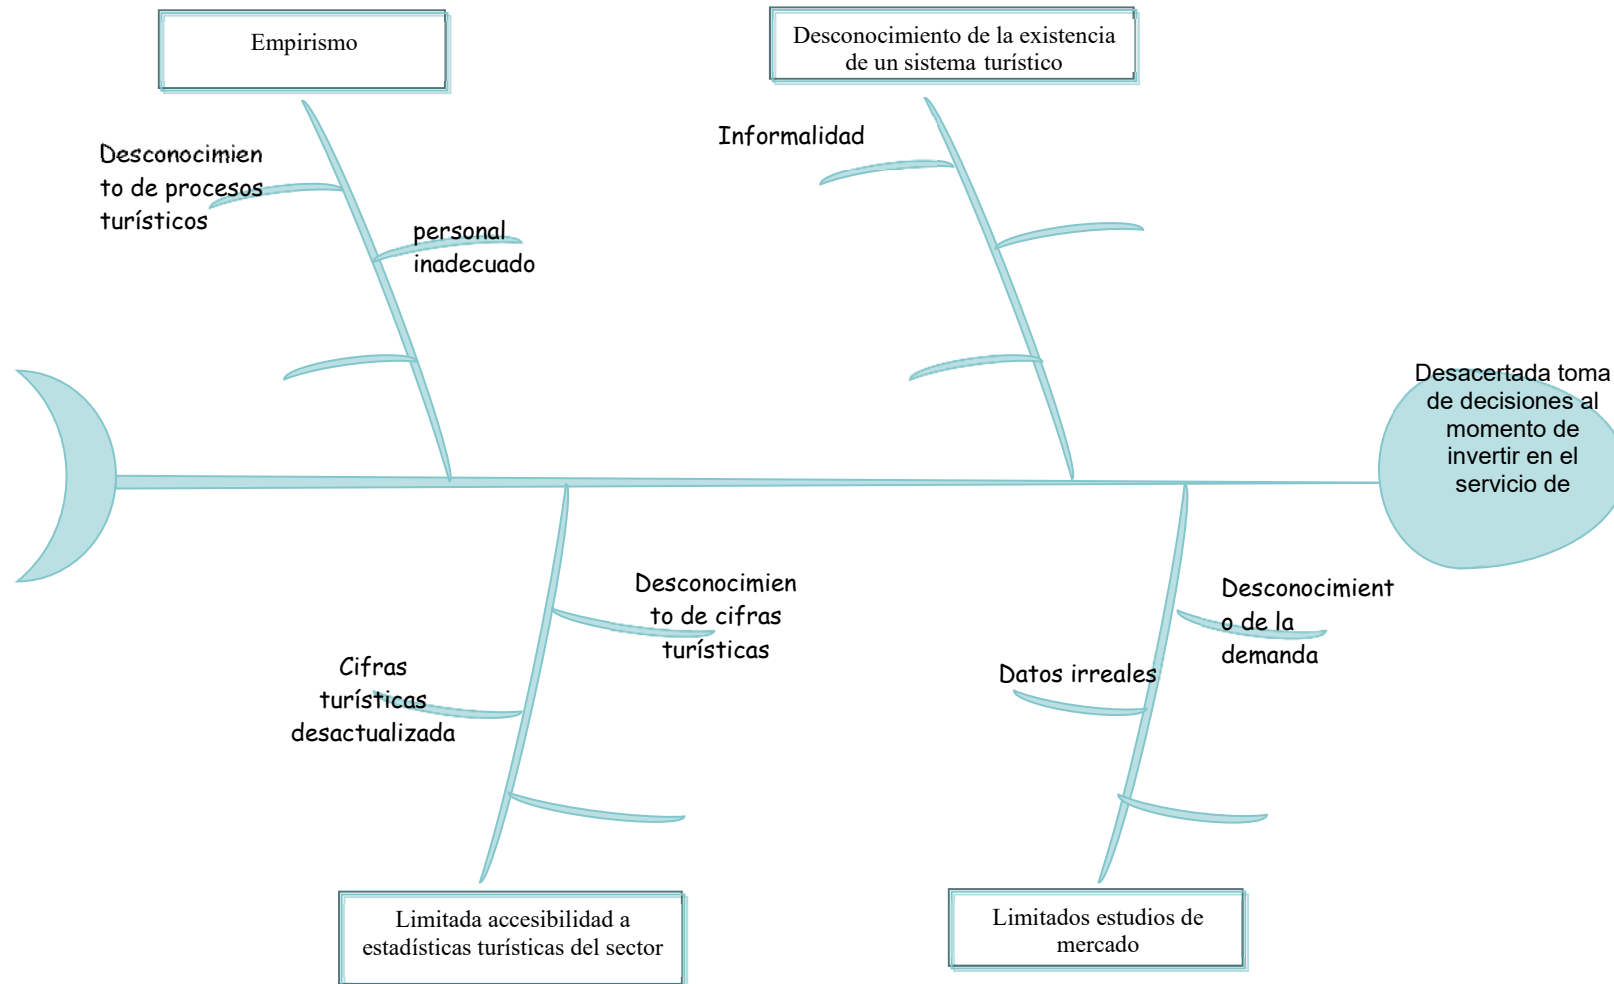 Empirismo
Desconocimiento de la existencia
de un sistema turístico
Informalidad
Desconocimien
to de procesos
turísticos
personal
inadecuado
Desacertada toma
de decisiones al
momento de
invertir en el
servicio de
Desconocimien
to de cifras
turísticas
Desconocimient
o de la
demanda
Cifras
turísticas
desactualizada
Datos irreales
Limitada accesibilidad a
estadísticas turísticas del sector
Limitados estudios de
mercado